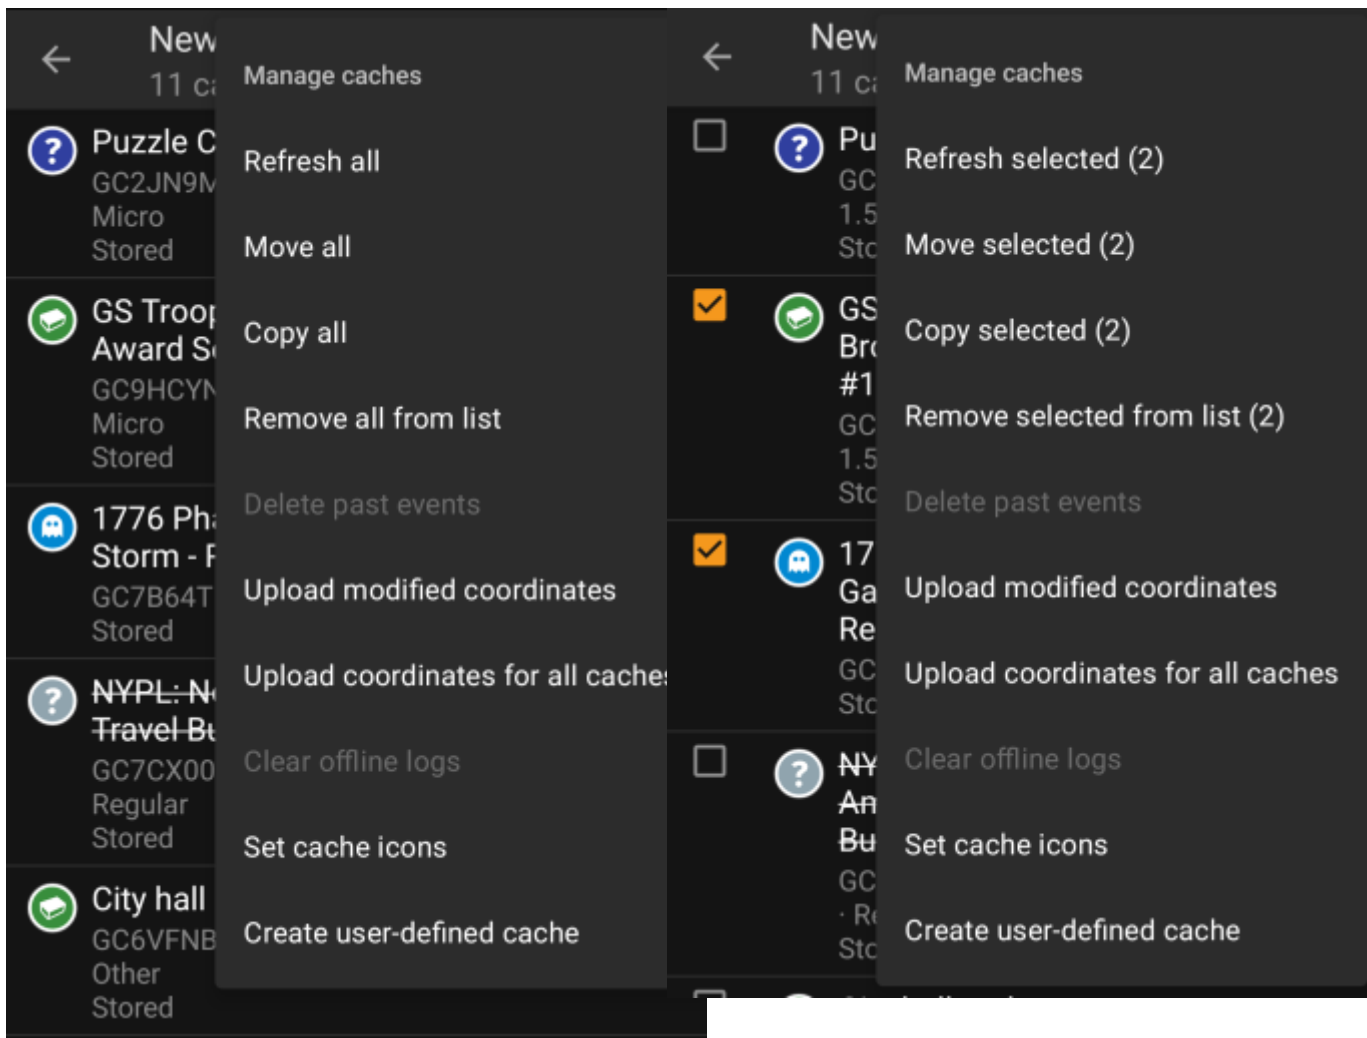 New
11 ca
Manage caches
Refresh all
Move all
Copy all
Remove all from list
Delete past events
Upload modified coordinates
Upload coordinates for all caches
Clear offline logs
Set cache icons
Create user-defined cache
Puzzle C
GC2JN9M
Micro
Stored
GS Troop
Award Se
GC9HCYN
Micro
Stored
1776 Pha
Storm - F
GC7B64T
Stored
NYPL: Ne
Travel Bu
GC7CX00
Regular
Stored
City hall
GC6VFNB
Other
Stored
New
11 ca
Manage caches
Refresh selected (2)
Move selected (2)
Copy selected (2)
Remove selected from list (2)
Delete past events
Upload modified coordinates
Upload coordinates for all caches
Clear offline logs
Set cache icons
Create user-defined cache
Pu
GC
1.5
Sto
GS
Bro
#1
GC
1.5
Sto
17
Ga
Re
GC
Sto
NY
Am
Bu
GC
· Re
Sto